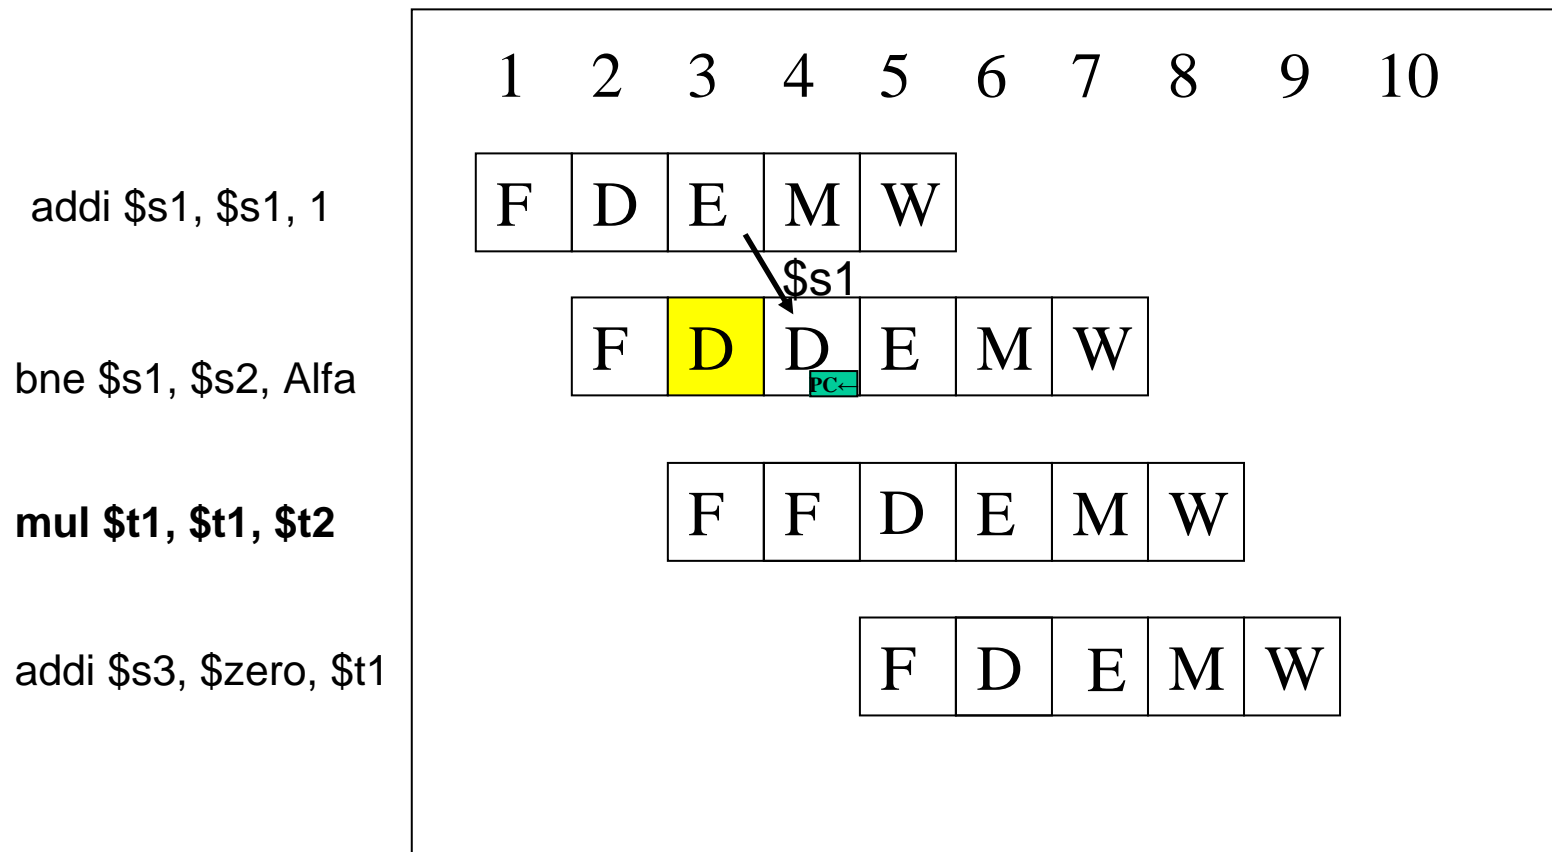 1 2 3 4 5 6 7 8 9 10
addi $s1, $s1, 1 F D E M W
$s1
bne $s1, $s2, Alfa F D D E M W
PC←
mul $t1, $t1, $t2 F F D E M W
addi $s3, $zero, $t1 F D E M W